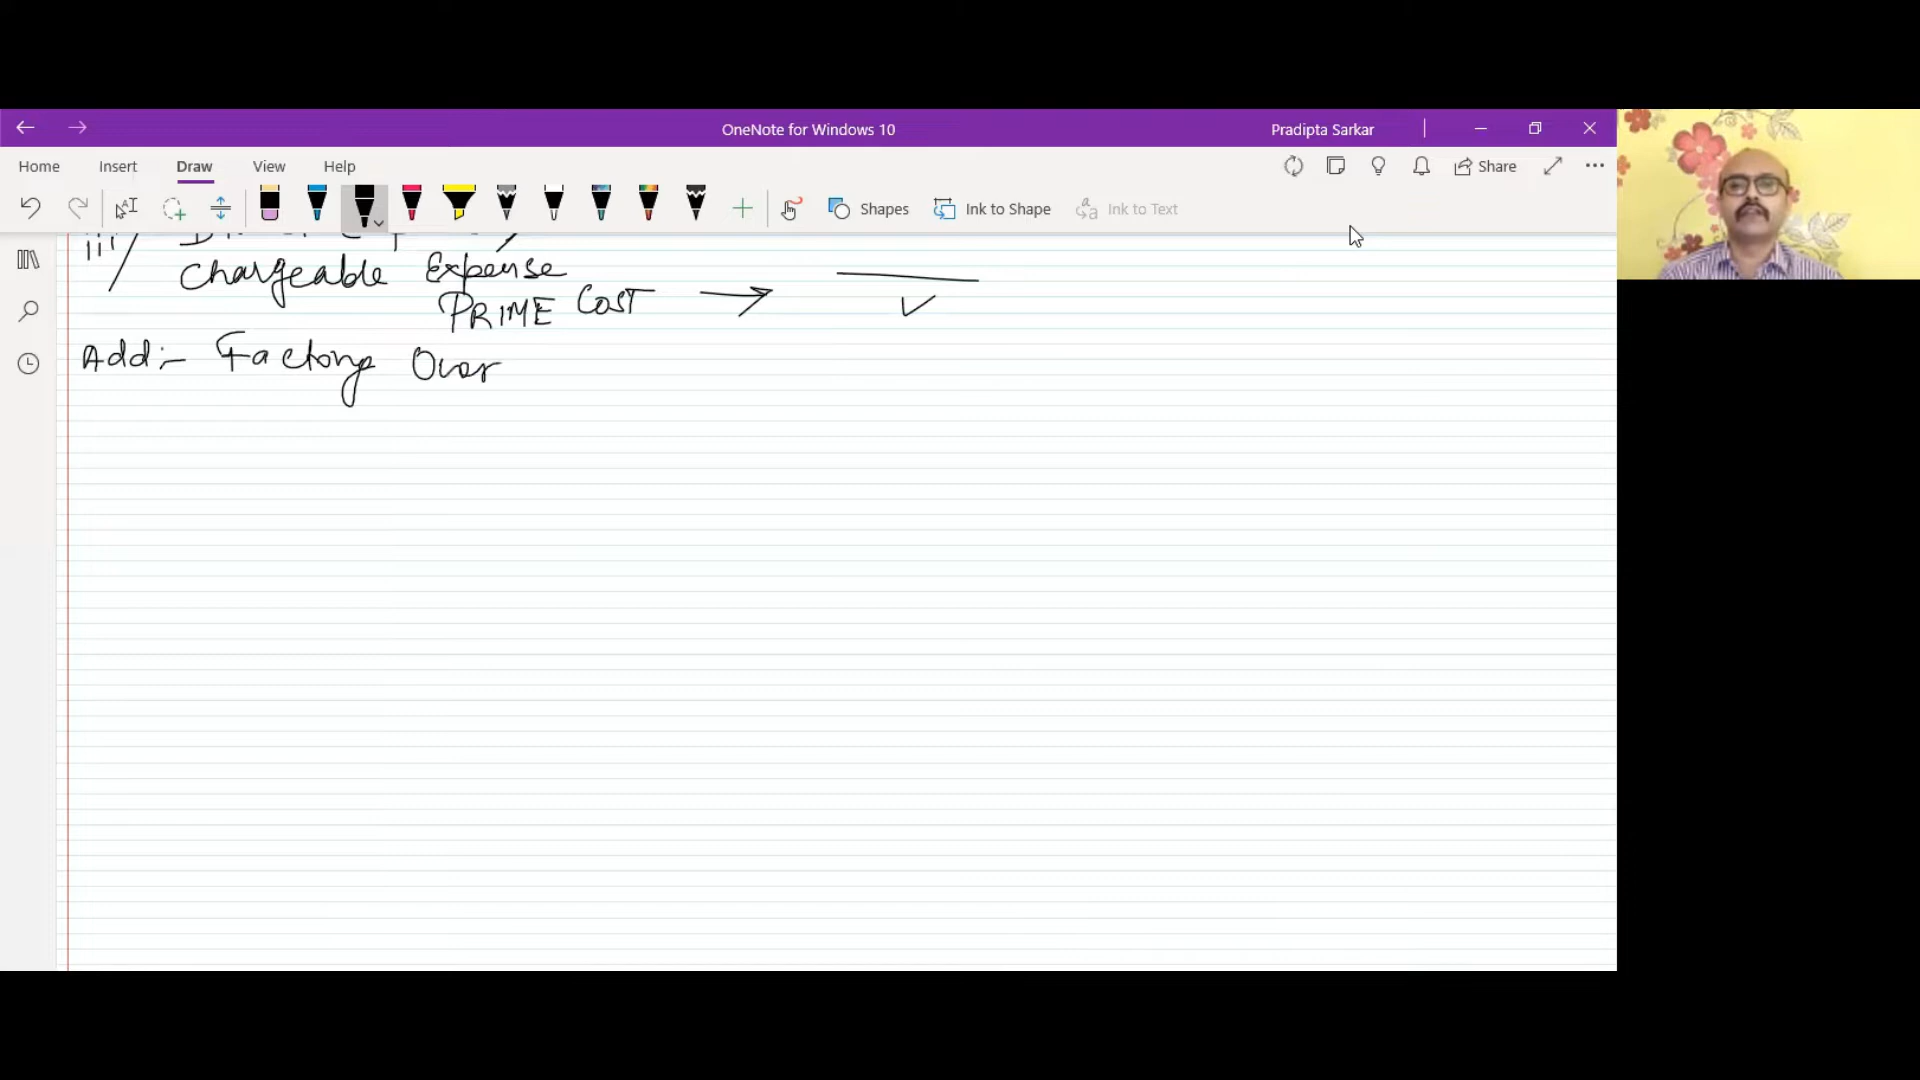 OneNote for Windows 10
Pradipta Sarkar
Home Insert Draw View Help
Share
Shapes
Ink to Shape
Ink to Text
iii/
Chargeable Expense
PRIME COST →
Add:- Factory Over